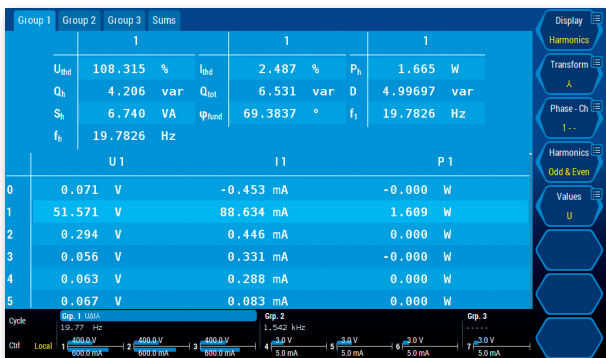 Group 1 Group 2 Group 3 Sums
1 1 1
Uthd 108.315 % Ithd 2.487 % Ph 1.665 W
Qh 4.206 var Qtot 6.531 var D 4.99697 var
Sh 6.740 VA φfund 69.3837 ° f1 19.7826 Hz
fh 19.7826 Hz
U 1 I 1 P 1
0 0.071 V -0.453 mA -0.000 W
1 51.571 V 88.634 mA 1.609 W
2 0.294 V 0.446 mA 0.000 W
3 0.056 V 0.331 mA -0.000 W
4 0.063 V 0.288 mA 0.000 W
5 0.067 V 0.083 mA 0.000 W
Display
Harmonics
Transform
⅄
Phase - Ch
1 - -
Harmonics
Odd & Even
Values
U
Cycle Grp. 1 UΔIA Grp. 2 Grp. 3
19.77 Hz 1.542 kHz - - - - -
Ctrl Local 1 400.0 V 2 400.0 V 3 400.0 V 4 3.0 V 5 3.0 V 6 3.0 V 7 3.0 V
600.0 mA 600.0 mA 600.0 mA 5.0 mA 5.0 mA 5.0 mA 5.0 mA